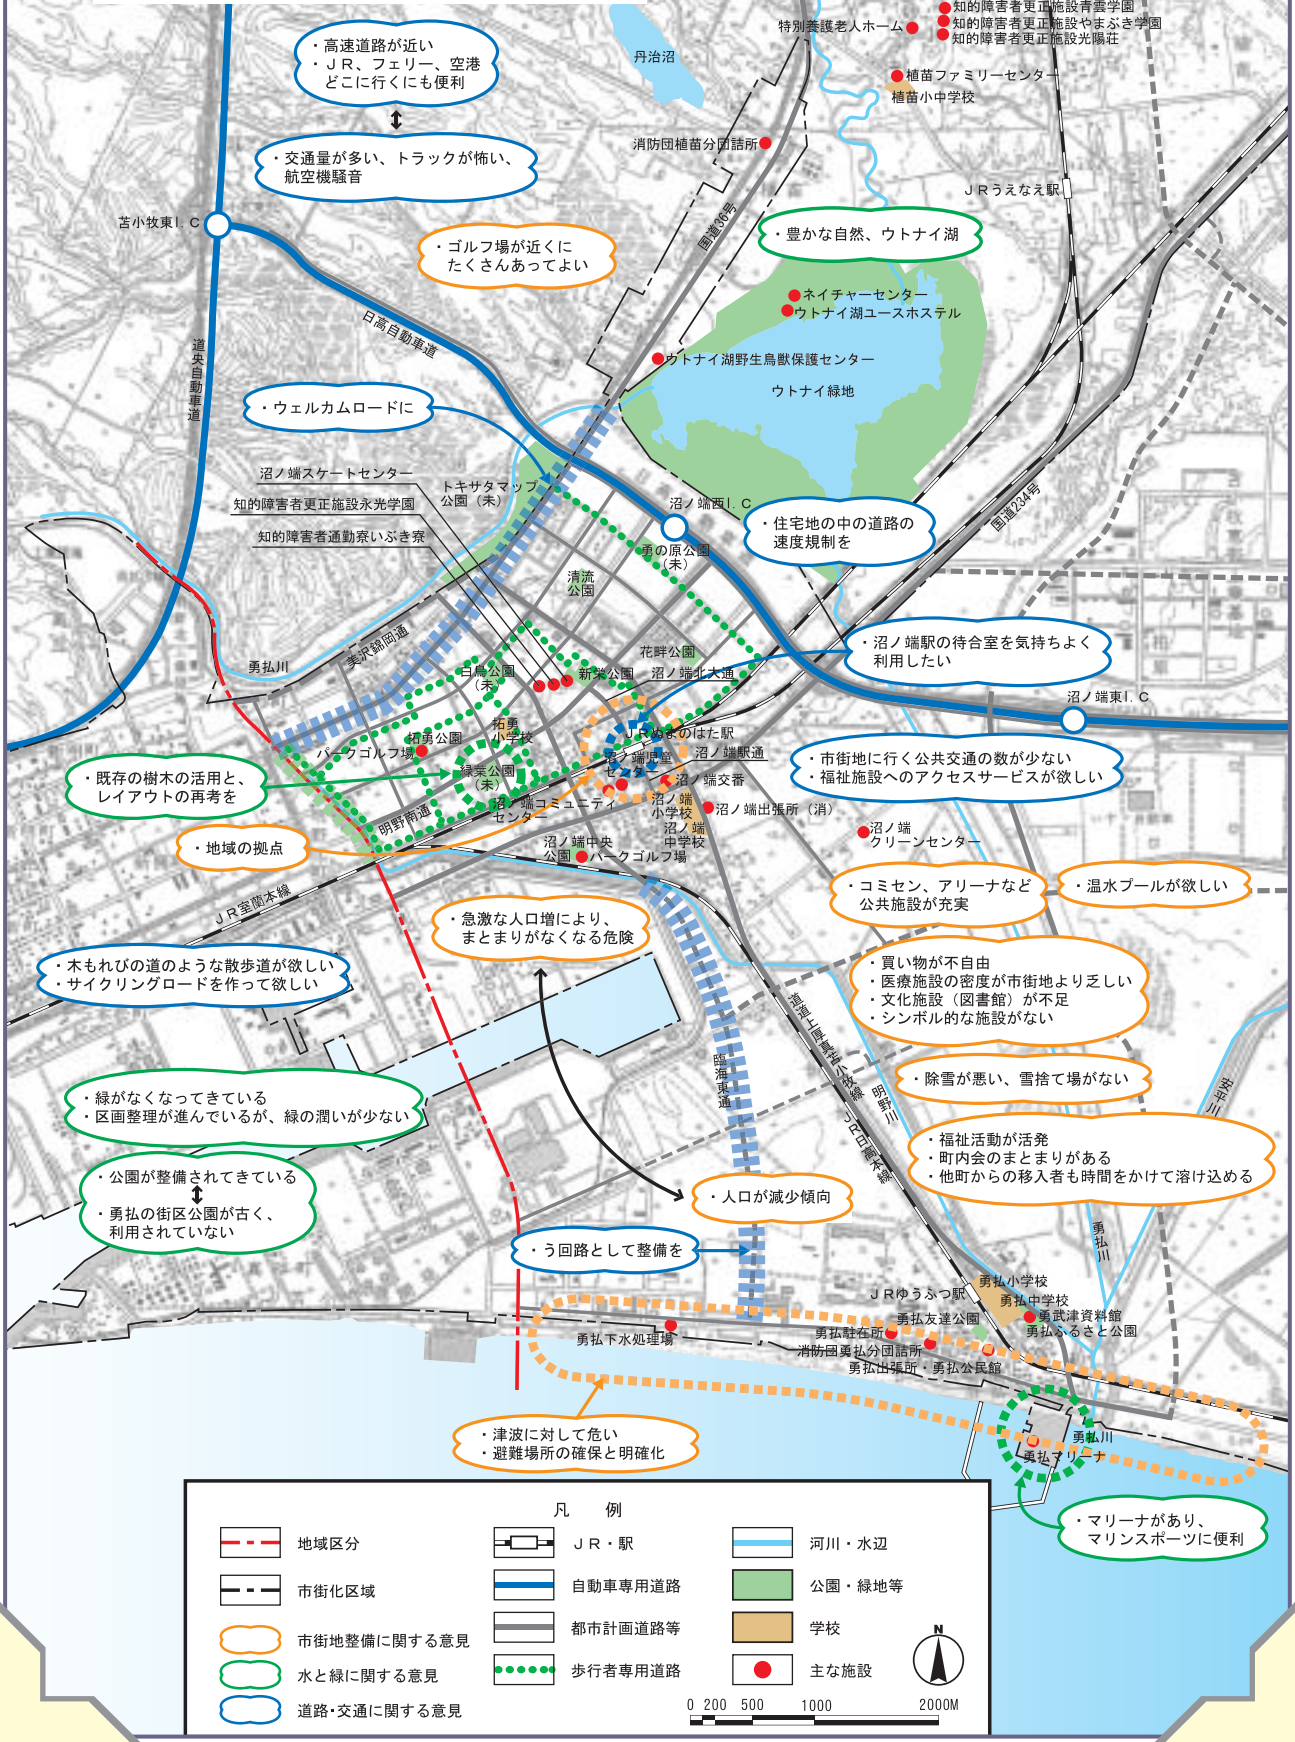 ・高速道路が近い
・ＪＲ、フェリー、空港
どこに行くにも便利
・交通量が多い、トラックが怖い、
航空機騒音
苫小牧東I.C
・ゴルフ場が近くに
たくさんあってよい
丹治沼
特別養護老人ホーム
知的障害者更正施設青雲学園
知的障害者更正施設やまぶき学園
知的障害者更正施設光陽荘
植苗ファミリーセンター
植苗小中学校
消防団植苗分団詰所
ＪＲうえなえ駅
国道36号
・豊かな自然、ウトナイ湖
ネイチャーセンター
ウトナイ湖ユースホステル
ウトナイ湖野生鳥獣保護センター
ウトナイ緑地
日高自動車道
道央自動車道
・ウェルカムロードに
沼ノ端スケートセンター
知的障害者更正施設永光学園
知的障害者通勤寮いぶき寮
トキサタマップ
公園（未）
沼ノ端西I.C
国道234号
・住宅地の中の道路の
速度規制を
勇の原公園
（未）
清流
公園
美沢錦岡通
勇払川
花畔公園
・沼ノ端駅の待合室を気持ちよく
利用したい
白鳥公園
（未）
新栄公園
沼ノ端北大通
沼ノ端東I.C
拓勇
小学校
拓勇公園
パークゴルフ場
ＪＲぬまのはた駅
沼ノ端駅通
沼ノ端児童
センター
緑葉公園
（未）
沼ノ端交番
・市街地に行く公共交通の数が少ない
・福祉施設へのアクセスサービスが欲しい
・既存の樹木の活用と、
レイアウトの再考を
明野南通
沼ノ端コミュニティ
センター
沼ノ端
小学校
沼ノ端出張所（消）
沼ノ端
中学校
沼ノ端
クリーンセンター
・地域の拠点
沼ノ端中央
公園
パークゴルフ場
ＪＲ室蘭本線
・コミセン、アリーナなど
公共施設が充実
・温水プールが欲しい
・急激な人口増により、
まとまりがなくなる危険
・木もれびの道のような散歩道が欲しい
・サイクリングロードを作って欲しい
・買い物が不自由
・医療施設の密度が市街地より乏しい
・文化施設（図書館）が不足
・シンボル的な施設がない
道道上厚真苫小牧線
臨海東通
明野川
安平川
・除雪が悪い、雪捨て場がない
・緑がなくなってきている
・区画整理が進んでいるが、緑の潤いが少ない
ＪＲ日高本線
・福祉活動が活発
・町内会のまとまりがある
・他町からの移入者も時間をかけて溶け込める
・公園が整備されてきている
・勇払の街区公園が古く、
利用されていない
・人口が減少傾向
・う回路として整備を
勇払川
勇払小学校
ＪＲゆうふつ駅
勇払中学校
勇武津資料館
勇払ふるさと公園
勇払友達公園
勇払駐在所
勇払下水処理場
消防団勇払分団詰所
勇払出張所・勇払公民館
・津波に対して危い
・避難場所の確保と明確化
勇払川
勇払マリーナ
・マリーナがあり、
マリンスポーツに便利
凡　例
地域区分
市街化区域
市街地整備に関する意見
水と緑に関する意見
道路・交通に関する意見
ＪＲ・駅
自動車専用道路
都市計画道路等
歩行者専用道路
河川・水辺
公園・緑地等
学校
主な施設
N
0 200 500 1000 2000M